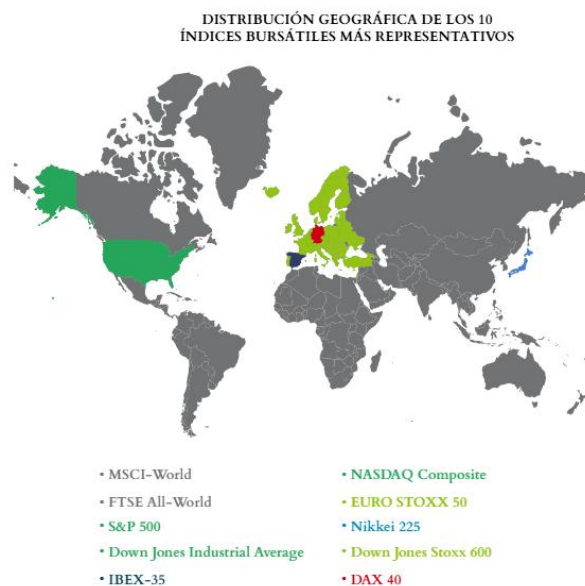 DISTRIBUCIÓN GEOGRÁFICA DE LOS 10
ÍNDICES BURSÁTILES MÁS REPRESENTATIVOS
• MSCI-World
• FTSE All-World
• S&P 500
• Down Jones Industrial Average
• IBEX-35
• NASDAQ Composite
• EURO STOXX 50
• Nikkei 225
• Down Jones Stoxx 600
• DAX 40